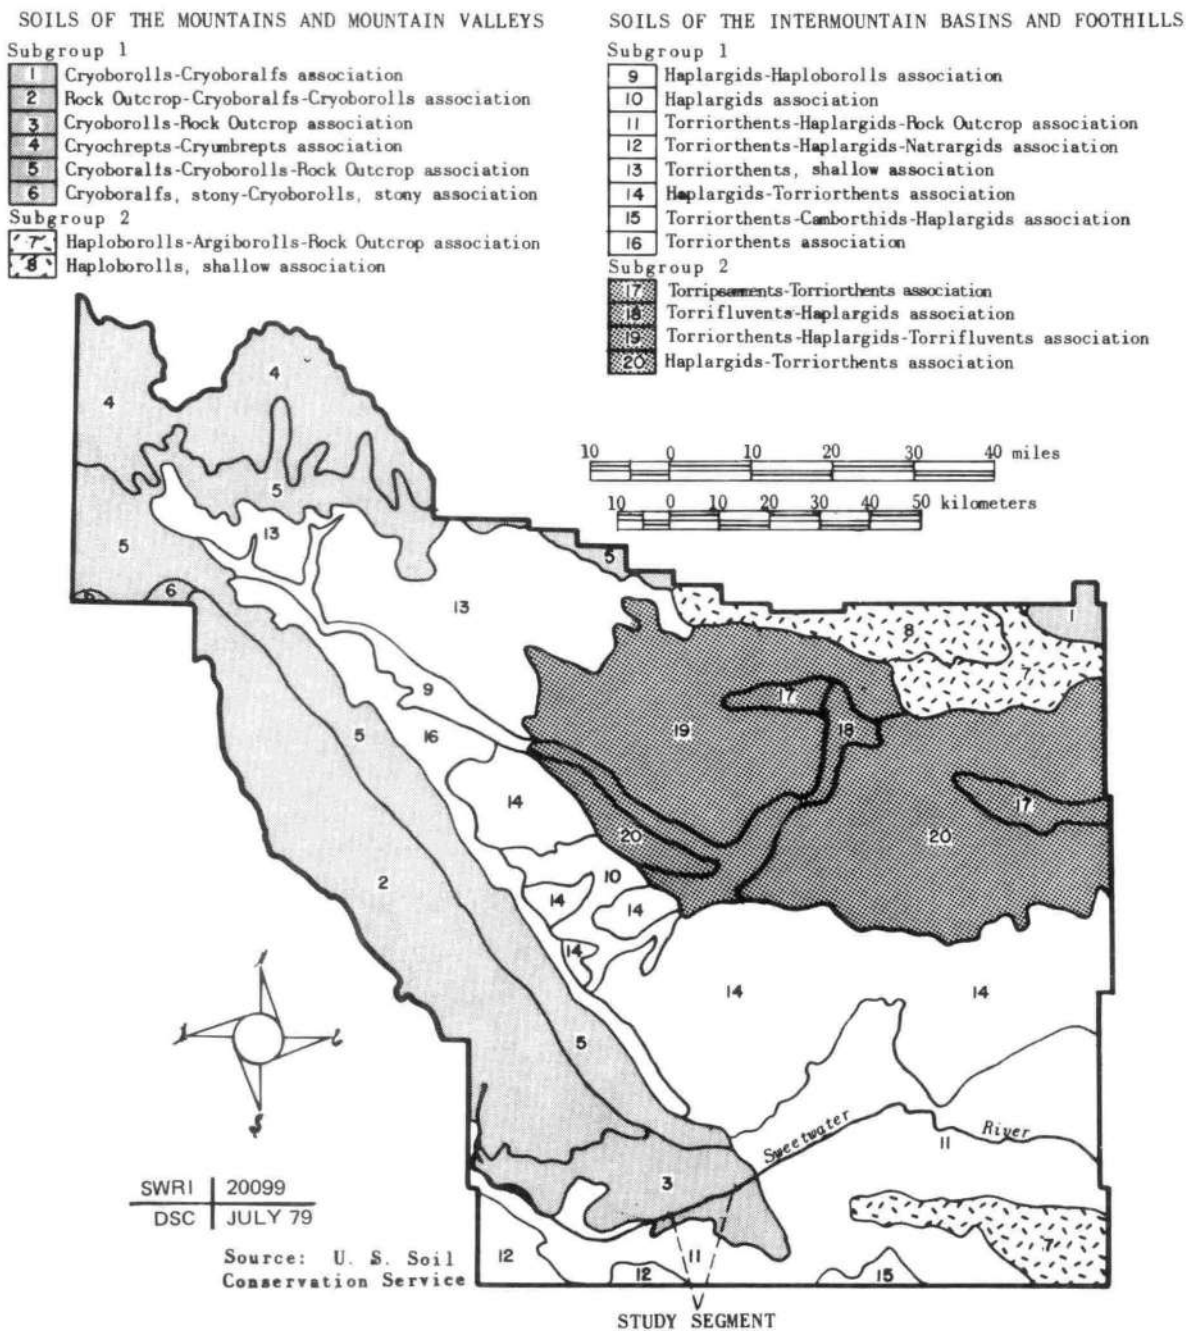 SOILS OF THE MOUNTAINS AND MOUNTAIN VALLEYS
Subgroup 1
1 Cryoborolls-Cryoboralfs association
2 Rock Outcrop-Cryoboralfs-Cryoborolls association
3 Cryoborolls-Rock Outcrop association
4 Cryochrepts-Cryumbrepts association
5 Cryoboralfs-Cryoborolls-Rock Outcrop association
6 Cryoboralfs, stony-Cryoborolls, stony association
Subgroup 2
7 Haploborolls-Argiborolls-Rock Outcrop association
8 Haploborolls, shallow association
SOILS OF THE INTERMOUNTAIN BASINS AND FOOTHILLS
Subgroup 1
9 Haplargids-Haploborolls association
10 Haplargids association
11 Torriorthents-Haplargids-Rock Outcrop association
12 Torriorthents-Haplargids-Natrargids association
13 Torriorthents, shallow association
14 Haplargids-Torriorthents association
15 Torriorthents-Camborthids-Haplargids association
16 Torriorthents association
Subgroup 2
17 Torripsamments-Torriorthents association
18 Torrifluvents-Haplargids association
19 Torriorthents-Haplargids-Torrifluvents association
20 Haplargids-Torriorthents association
10 0 10 20 30 40 miles
10 0 10 20 30 40 50 kilometers
4
4
5
13
5
5
6
6
13
1
8
7
9
17
5
16
19
18
14
17
20
20
2
10
14
14
14
14
14
5
Sweetwater River
11
3
7
12
12
11
15
S
SWRI 20099
DSC JULY 79
Source: U. S. Soil
Conservation Service
STUDY SEGMENT